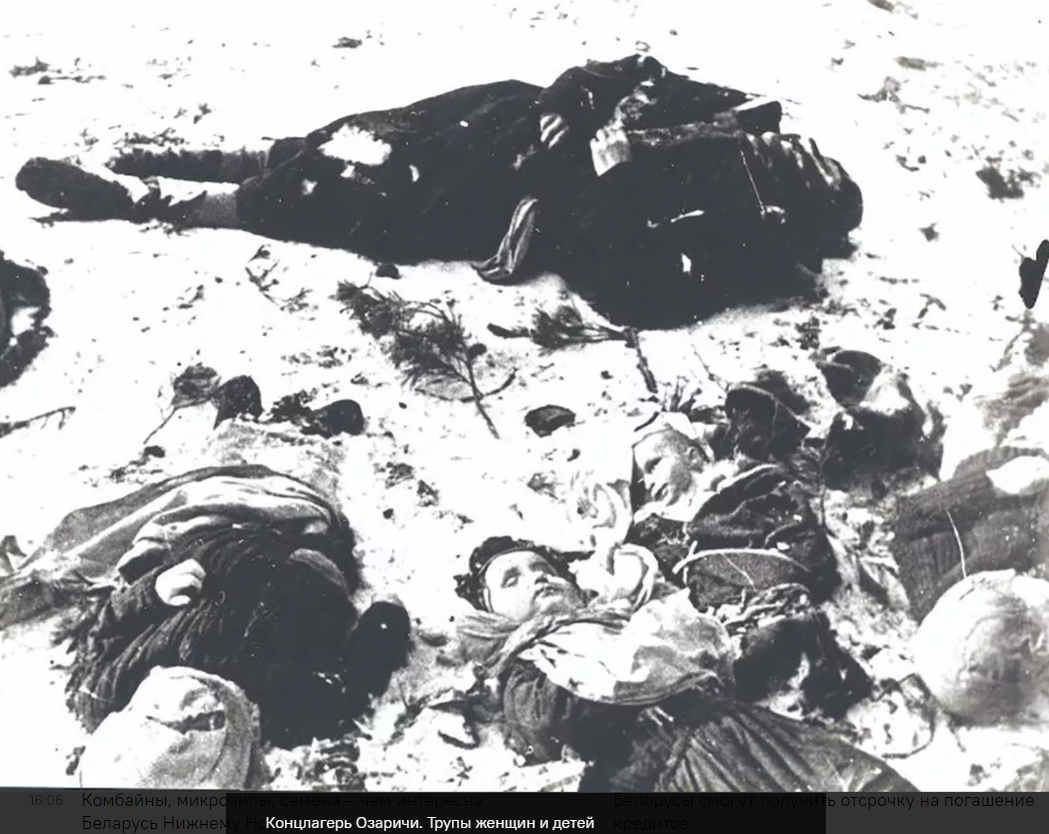 16:06 Комбайны, микрочипы, семена – чем интересна
Беларусь Нижнему Но
Белорусы смогут получить отсрочку на погашение
кредитов
Концлагерь Озаричи. Трупы женщин и детей